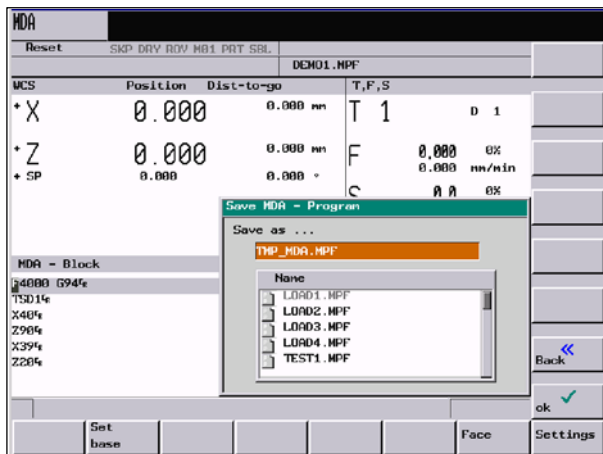 MDA
Reset SKP DRY ROV M01 PRT SBL
DEMO1.MPF
WCS Position Dist-to-go T,F,S
+ X 0.000 0.000 mm T 1 D 1
+ Z 0.000 0.000 mm F 0.000 0%
+ SP 0.000 0.000 ° 0.000 mm/min
S 0.0 0%
Save MDA - Program
Save as ...
TMP_MDA.MPF
MDA - Block
Name
G94
LOAD1.MPF
T5D1
LOAD2.MPF
X40
LOAD3.MPF
Z90
LOAD4.MPF
X39
TEST1.MPF
Z20
Back
ok
Set base
Face
Settings